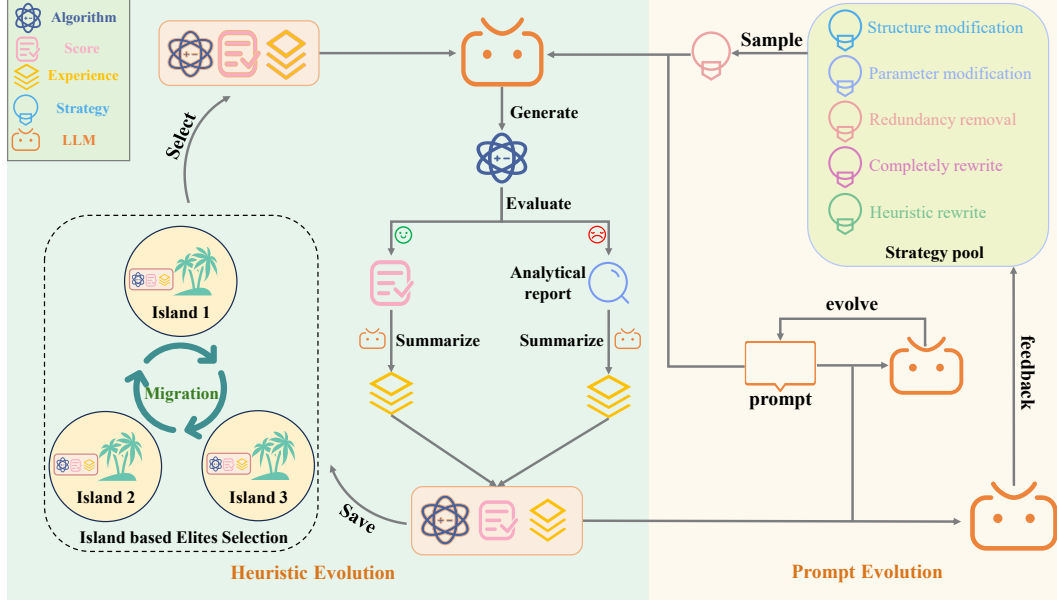 Algorithm
Score
Experience
Strategy
LLM
Select
Generate
Evaluate
Analytical
report
Summarize
Summarize
Island 1
Migration
Island 2
Island 3
Island based Elites Selection
Save
Heuristic Evolution
Sample
Structure modification
Parameter modification
Redundancy removal
Completely rewrite
Heuristic rewrite
Strategy pool
evolve
prompt
feedback
Prompt Evolution